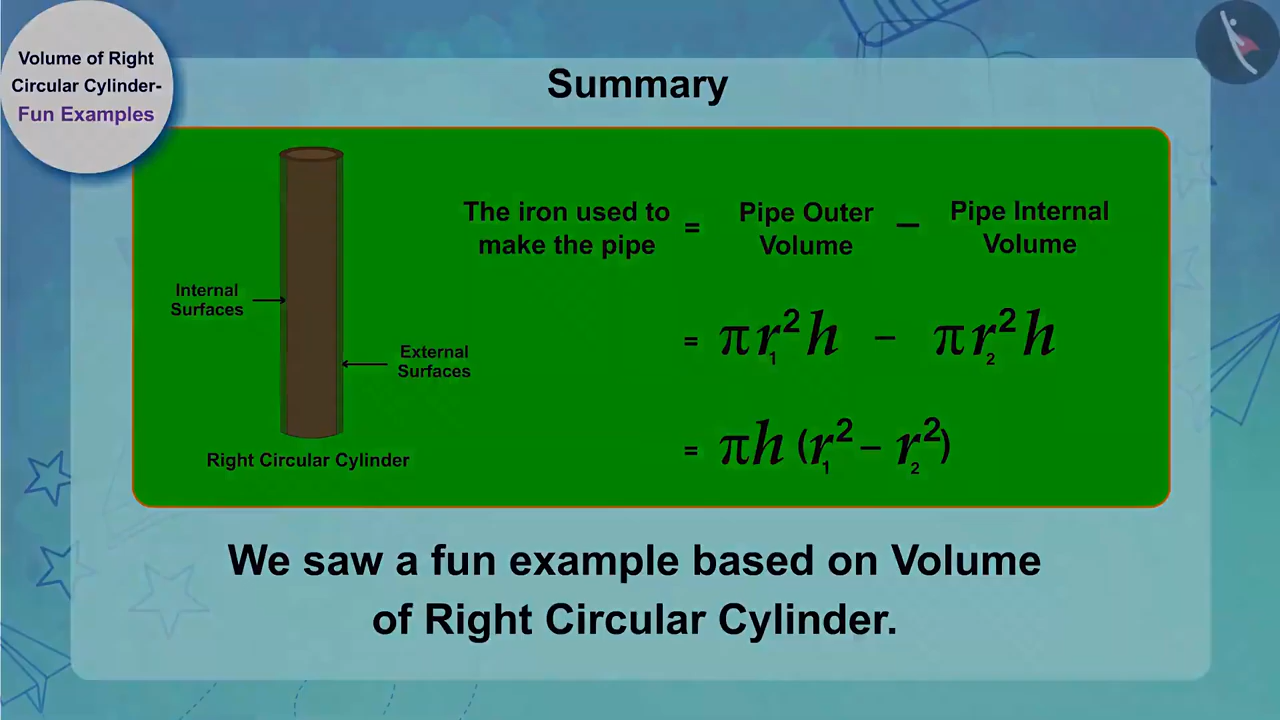 Volume of Right
Circular Cylinder-
Fun Examples
Summary
The iron used to
make the pipe
=
Pipe Outer
Volume
−
Pipe Internal
Volume
= πr₁²h − πr₂²h
= πh (r₁² − r₂²)
Internal
Surfaces
External
Surfaces
Right Circular Cylinder
We saw a fun example based on Volume
of Right Circular Cylinder.